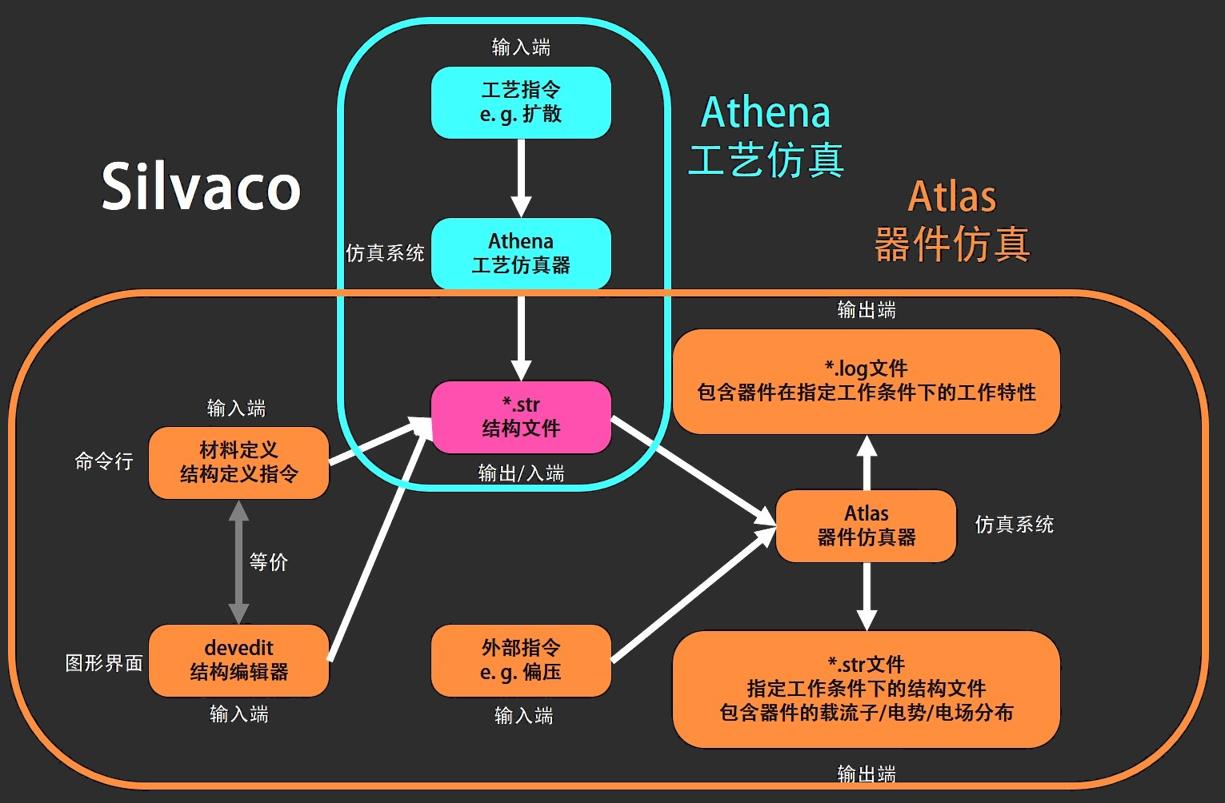 输入端
工艺指令
e. g. 扩散
Athena
工艺仿真
Silvaco
Atlas
器件仿真
仿真系统
Athena
工艺仿真器
输出端
*.log文件
包含器件在指定工作条件下的工作特性
*.str
结构文件
输出/入端
输入端
命令行
材料定义
结构定义指令
Atlas
器件仿真器
仿真系统
等价
图形界面
devedit
结构编辑器
输入端
外部指令
e. g. 偏压
输入端
*.str文件
指定工作条件下的结构文件
包含器件的载流子/电势/电场分布
输出端